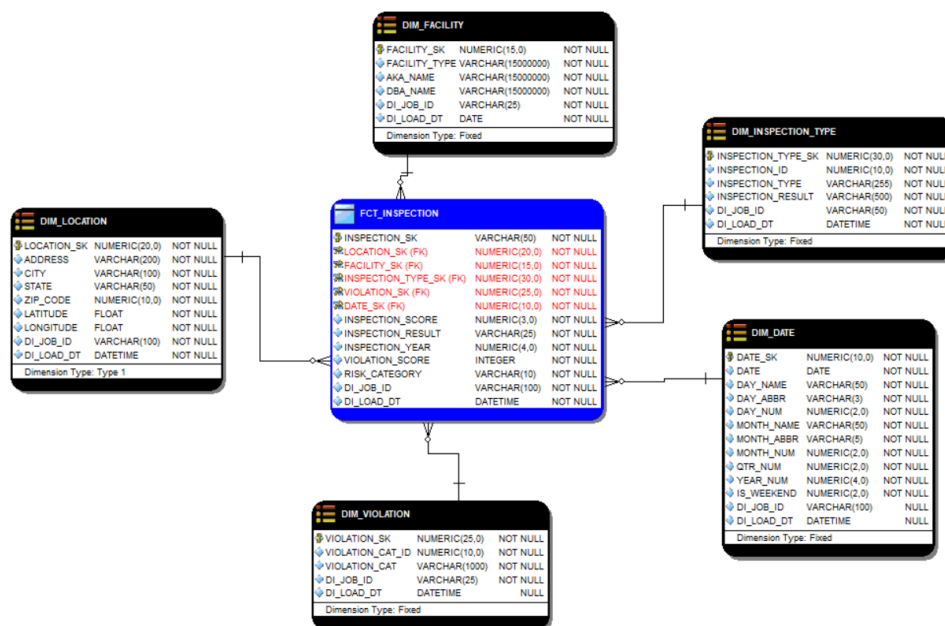 DIM_FACILITY
FACILITY_SK NUMERIC(15,0) NOT NULL
FACILITY_TYPE VARCHAR(15000000) NOT NULL
AKA_NAME VARCHAR(15000000) NOT NULL
DBA_NAME VARCHAR(15000000) NOT NULL
DI_JOB_ID VARCHAR(25) NOT NULL
DI_LOAD_DT DATE NOT NULL
Dimension Type: Fixed
DIM_INSPECTION_TYPE
INSPECTION_TYPE_SK NUMERIC(30,0) NOT NULL
INSPECTION_ID NUMERIC(10,0) NOT NULL
INSPECTION_TYPE VARCHAR(255) NOT NULL
INSPECTION_RESULT VARCHAR(500) NOT NULL
DI_JOB_ID VARCHAR(50) NOT NULL
DI_LOAD_DT DATETIME NOT NULL
Dimension Type: Fixed
DIM_LOCATION
LOCATION_SK NUMERIC(20,0) NOT NULL
ADDRESS VARCHAR(200) NOT NULL
CITY VARCHAR(100) NOT NULL
STATE VARCHAR(50) NOT NULL
ZIP_CODE NUMERIC(10,0) NOT NULL
LATITUDE FLOAT NOT NULL
LONGITUDE FLOAT NOT NULL
DI_JOB_ID VARCHAR(100) NOT NULL
DI_LOAD_DT DATETIME NOT NULL
Dimension Type: Type 1
FCT_INSPECTION
INSPECTION_SK VARCHAR(50) NOT NULL
LOCATION_SK (FK) NUMERIC(20,0) NOT NULL
FACILITY_SK (FK) NUMERIC(15,0) NOT NULL
INSPECTION_TYPE_SK (FK) NUMERIC(30,0) NOT NULL
VIOLATION_SK (FK) NUMERIC(25,0) NOT NULL
DATE_SK (FK) NUMERIC(10,0) NOT NULL
INSPECTION_SCORE NUMERIC(3,0) NOT NULL
INSPECTION_RESULT VARCHAR(25) NOT NULL
INSPECTION_YEAR NUMERIC(4,0) NOT NULL
VIOLATION_SCORE INTEGER NOT NULL
RISK_CATEGORY VARCHAR(10) NOT NULL
DI_JOB_ID VARCHAR(100) NOT NULL
DI_LOAD_DT DATETIME NOT NULL
DIM_DATE
DATE_SK NUMERIC(10,0) NOT NULL
DATE DATE NOT NULL
DAY_NAME VARCHAR(50) NOT NULL
DAY_ABBR VARCHAR(3) NOT NULL
DAY_NUM NUMERIC(2,0) NOT NULL
MONTH_NAME VARCHAR(50) NOT NULL
MONTH_ABBR VARCHAR(5) NOT NULL
MONTH_NUM NUMERIC(2,0) NOT NULL
QTR_NUM NUMERIC(2,0) NOT NULL
YEAR_NUM NUMERIC(4,0) NOT NULL
IS_WEEKEND NUMERIC(2,0) NOT NULL
DI_JOB_ID VARCHAR(100) NULL
DI_LOAD_DT DATETIME NULL
Dimension Type: Fixed
DIM_VIOLATION
VIOLATION_SK NUMERIC(25,0) NOT NULL
VIOLATION_CAT_ID NUMERIC(10,0) NOT NULL
VIOLATION_CAT VARCHAR(1000) NOT NULL
DI_JOB_ID VARCHAR(25) NOT NULL
DI_LOAD_DT DATETIME NULL
Dimension Type: Fixed